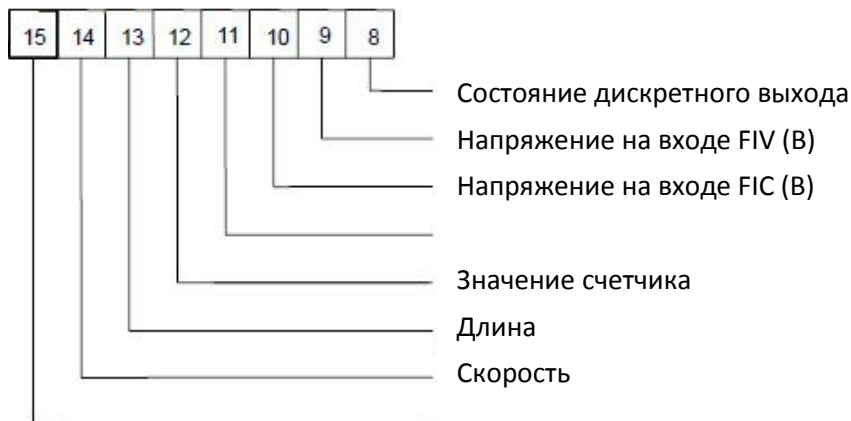 15 14 13 12 11 10 9 8
Состояние дискретного выхода
Напряжение на входе FIV (В)
Напряжение на входе FIC (В)
Значение счетчика
Длина
Скорость